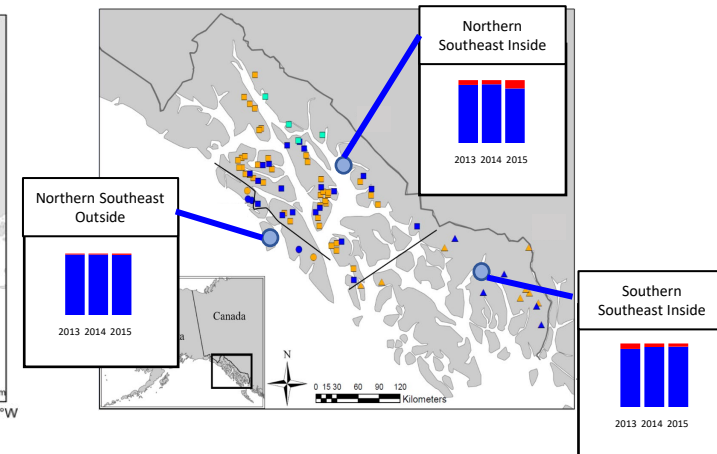 Northern
Southeast Inside
2013 2014 2015
Northern Southeast
Outside
2013 2014 2015
Southern
Southeast Inside
2013 2014 2015
Canada
a
N
0 15 30 60 90 120
Kilometers
m
°W